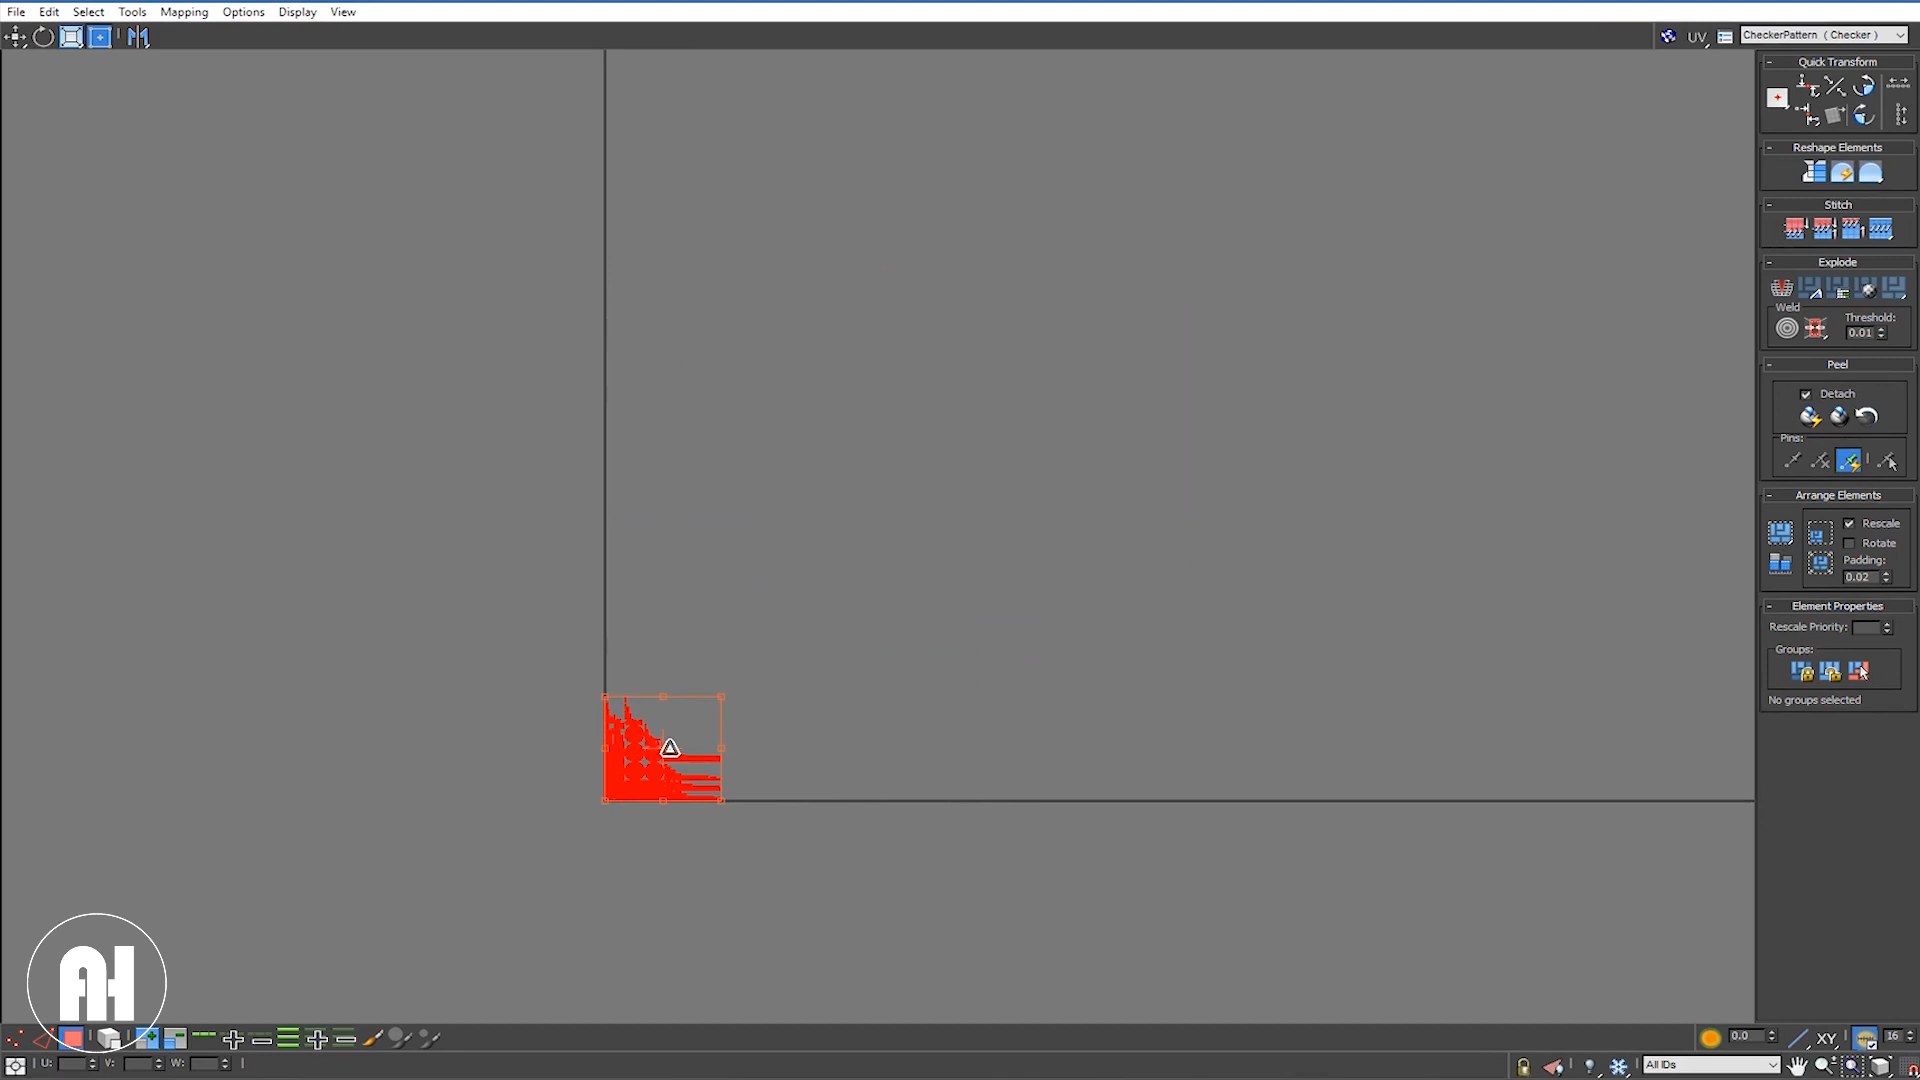 File Edit Select Tools Mapping Options Display View
UV CheckerPattern ( Checker )
- Quick Transform
- Reshape Elements
- Stitch
- Explode
Weld
Threshold:
0.01
- Peel
Detach
Pins:
- Arrange Elements
Rescale
Rotate
Padding:
0.02
- Element Properties
Rescale Priority:
Groups:
No groups selected
AH
0.0 XY 16
U: V: W: All IDs